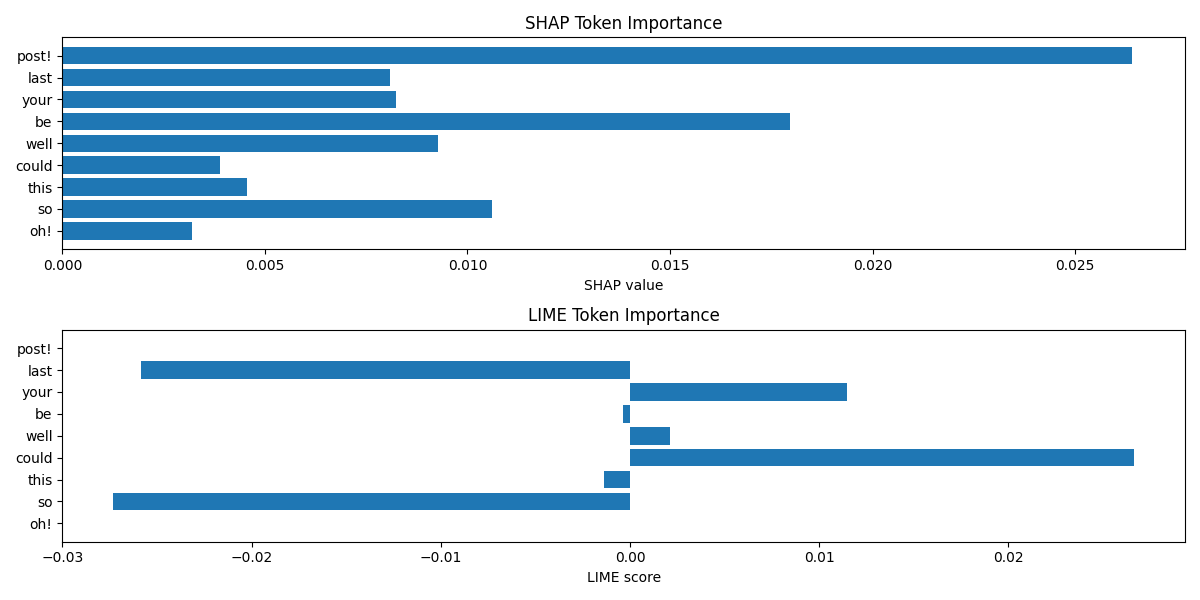 SHAP Token Importance
post!
last
your
be
well
could
this
so
oh!
0.000 0.005 0.010 0.015 0.020 0.025
SHAP value
LIME Token Importance
post!
last
your
be
well
could
this
so
oh!
−0.03 −0.02 −0.01 0.00 0.01 0.02
LIME score